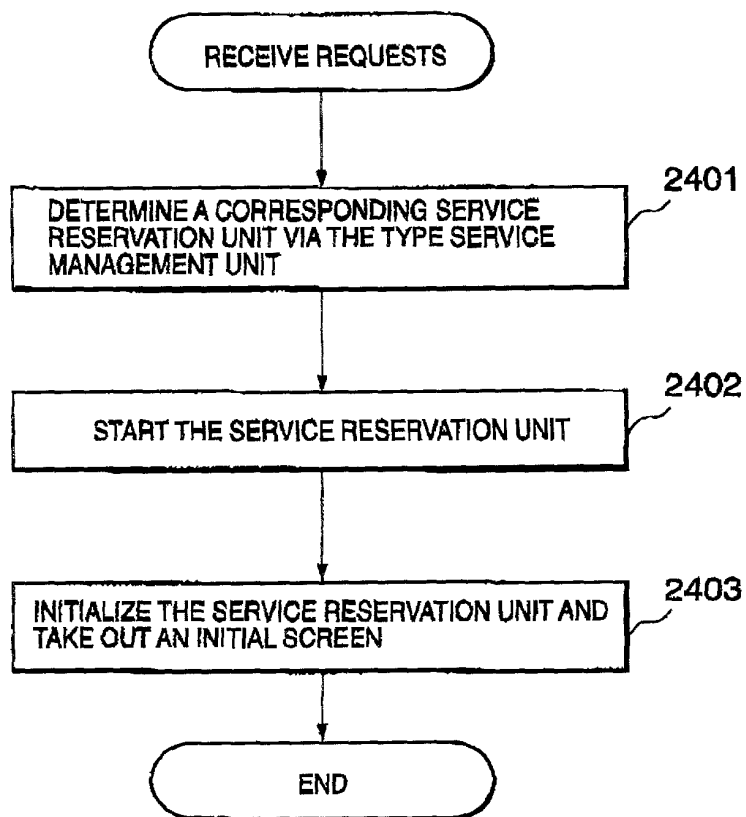 RECEIVE REQUESTS
2401
DETERMINE A CORRESPONDING SERVICE
RESERVATION UNIT VIA THE TYPE SERVICE
MANAGEMENT UNIT
2402
START THE SERVICE RESERVATION UNIT
2403
INITIALIZE THE SERVICE RESERVATION UNIT AND
TAKE OUT AN INITIAL SCREEN
END